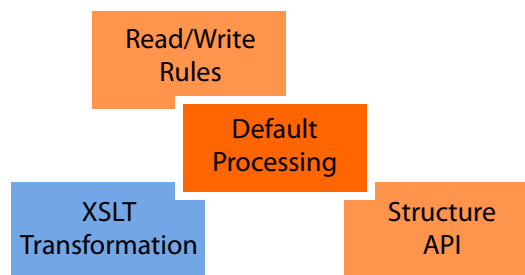 Read/Write
Rules
Default
Processing
XSLT
Transformation
Structure
API